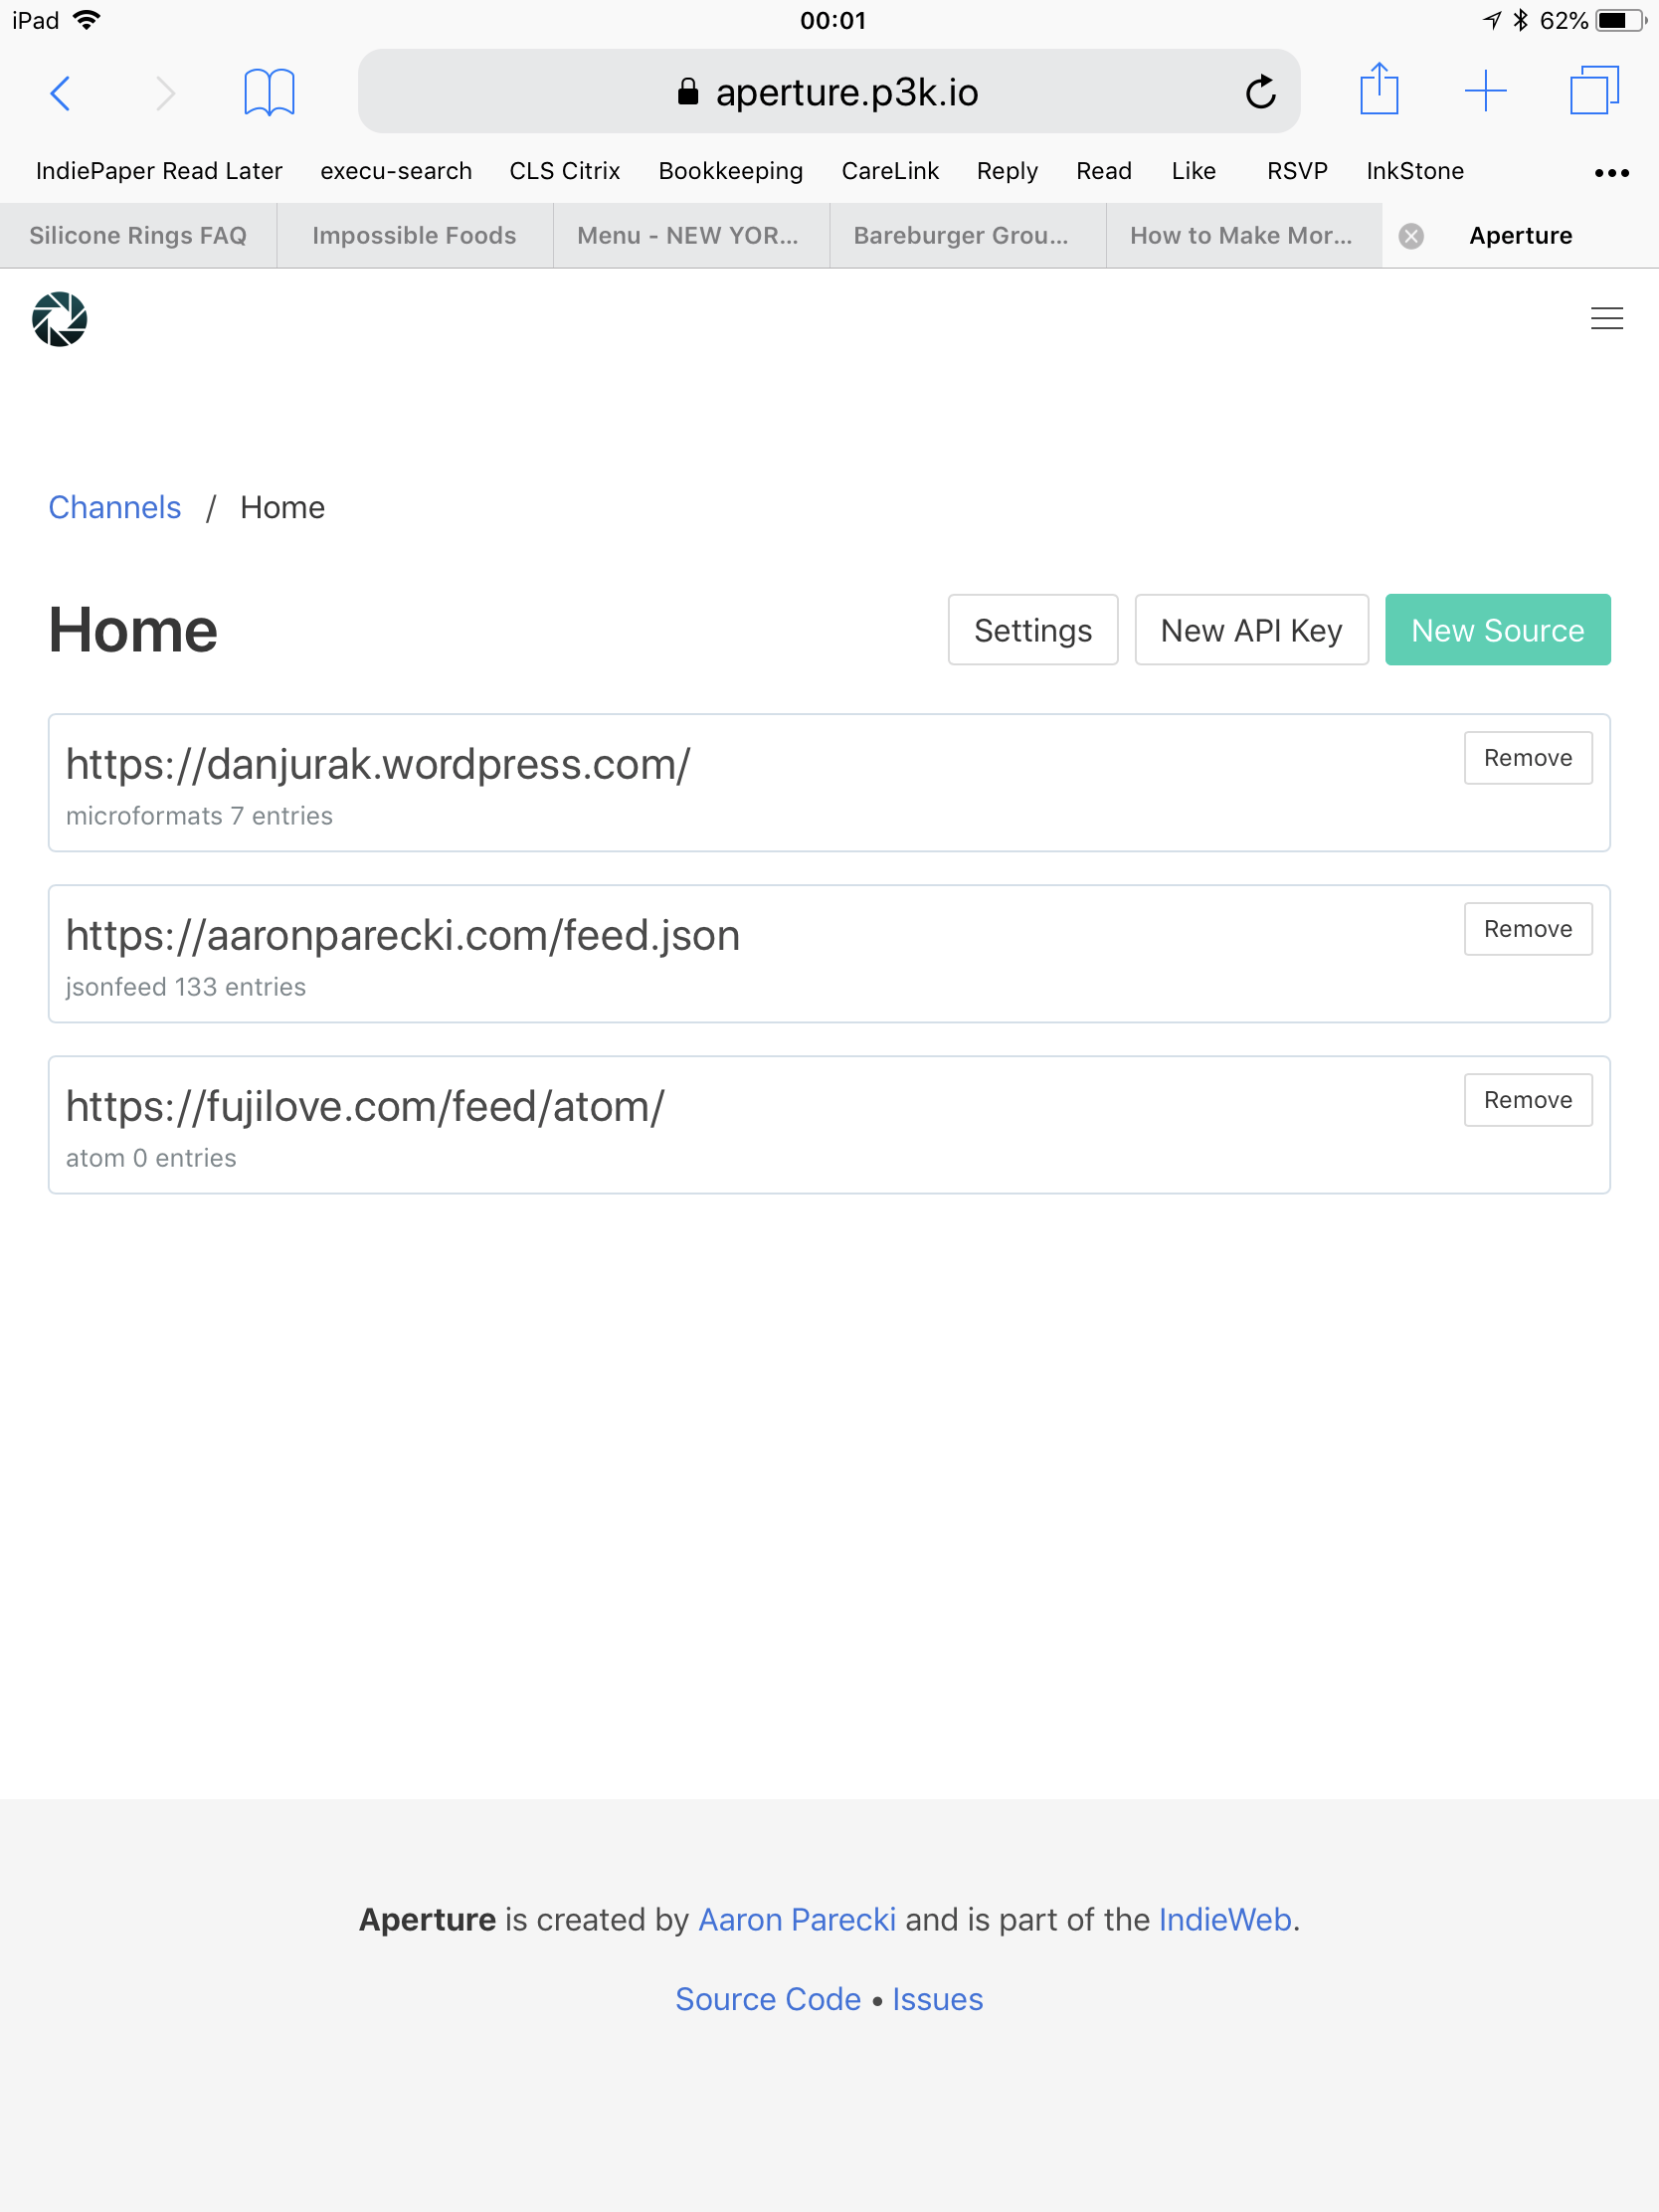 iPad 00:01 62%
aperture.p3k.io
IndiePaper Read Later execu-search CLS Citrix Bookkeeping CareLink Reply Read Like RSVP InkStone •••
Silicone Rings FAQ Impossible Foods Menu - NEW YOR... Bareburger Grou... How to Make Mor... Aperture
Channels / Home
Home Settings New API Key New Source
https://danjurak.wordpress.com/ Remove
microformats 7 entries
https://aaronparecki.com/feed.json Remove
jsonfeed 133 entries
https://fujilove.com/feed/atom/ Remove
atom 0 entries
Aperture is created by Aaron Parecki and is part of the IndieWeb.
Source Code • Issues